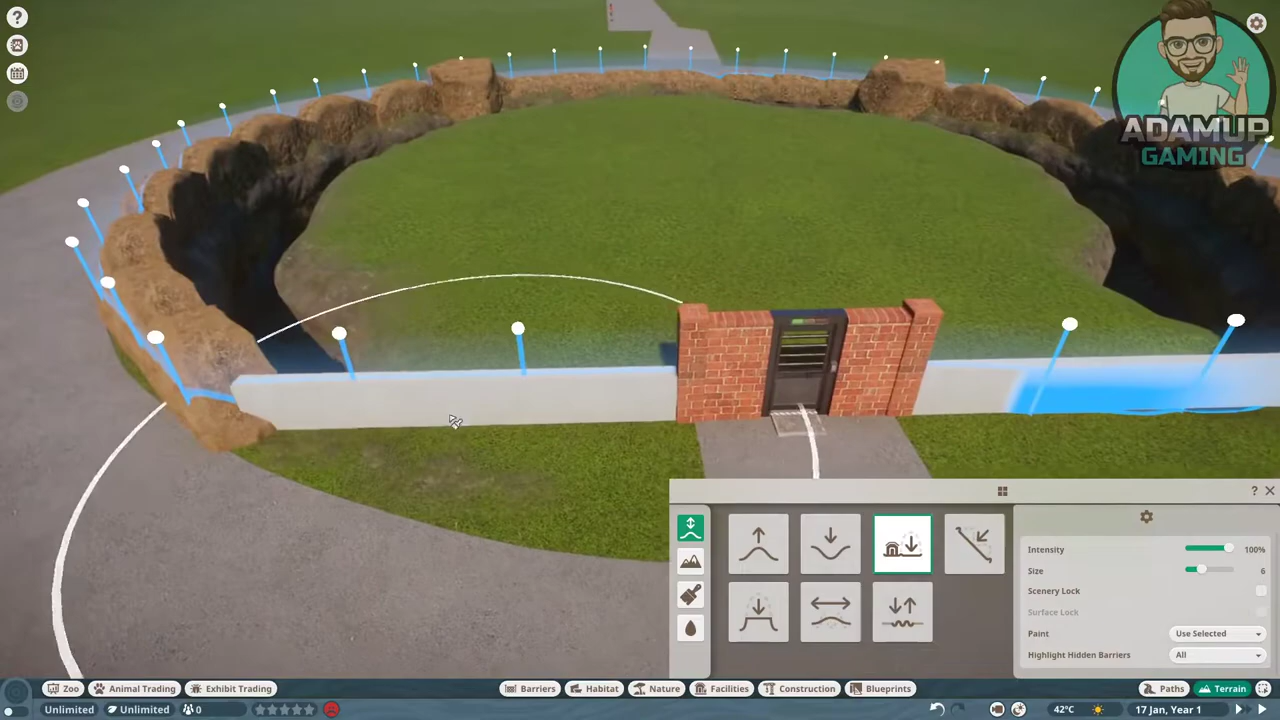 ?
ADAMUP
GAMING
? ×
Intensity 100%
Size 6
Scenery Lock
Surface Lock
Paint Use Selected
Highlight Hidden Barriers All
Zoo Animal Trading Exhibit Trading Barriers Habitat Nature Facilities Construction Blueprints Paths Terrain
Unlimited Unlimited 0 42°C 17 Jan, Year 1